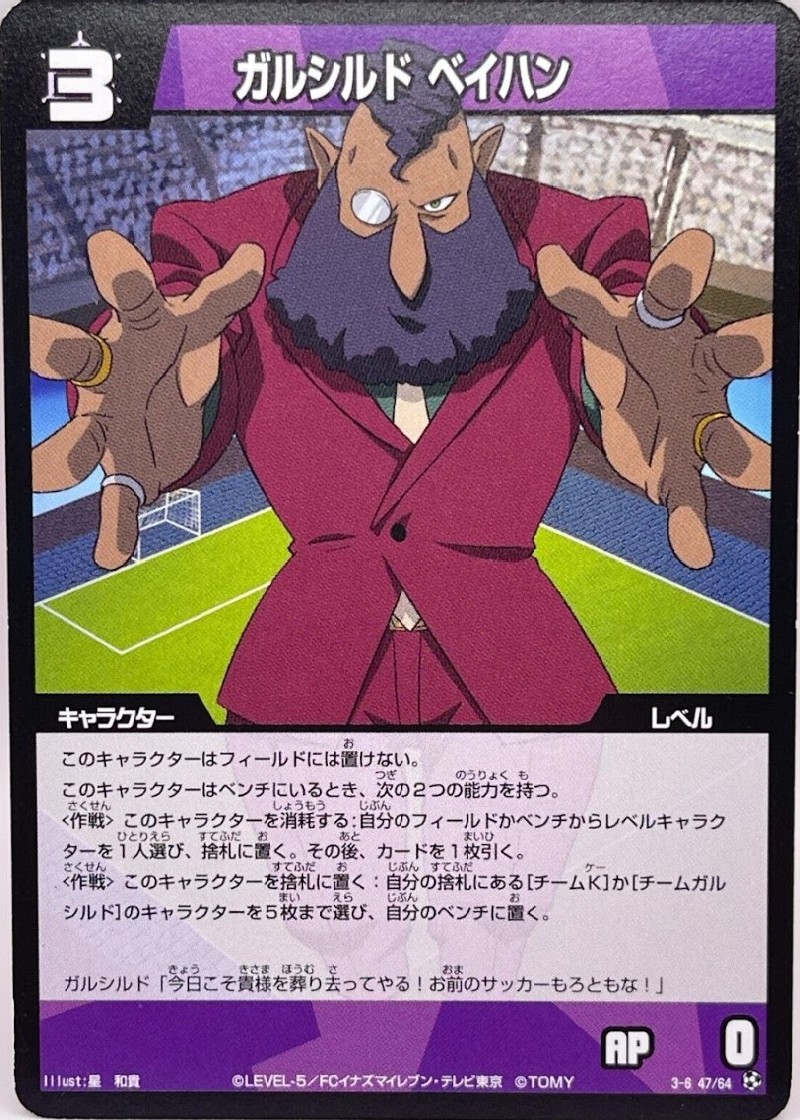 3
ガルシルド ベイハン
キャラクター
レベル
このキャラクターはフィールドには置けない。
このキャラクターはベンチにいるとき、次の2つの能力を持つ。
<作戦> このキャラクターを消耗する:自分のフィールドかベンチからレベルキャラク
ターを1人選び、捨札に置く。その後、カードを1枚引く。
<作戦> このキャラクターを捨札に置く:自分の捨札にある[チームK]か[チームガル
シルド]のキャラクターを5枚まで選び、自分のベンチに置く。
ガルシルド「今日こそ貴様を葬り去ってやる!お前のサッカーもろともな!」
AP 0
Illust:星 和貴 ©LEVEL-5/FCイナズマイレブン・テレビ東京 ©TOMY 3-6 47/64